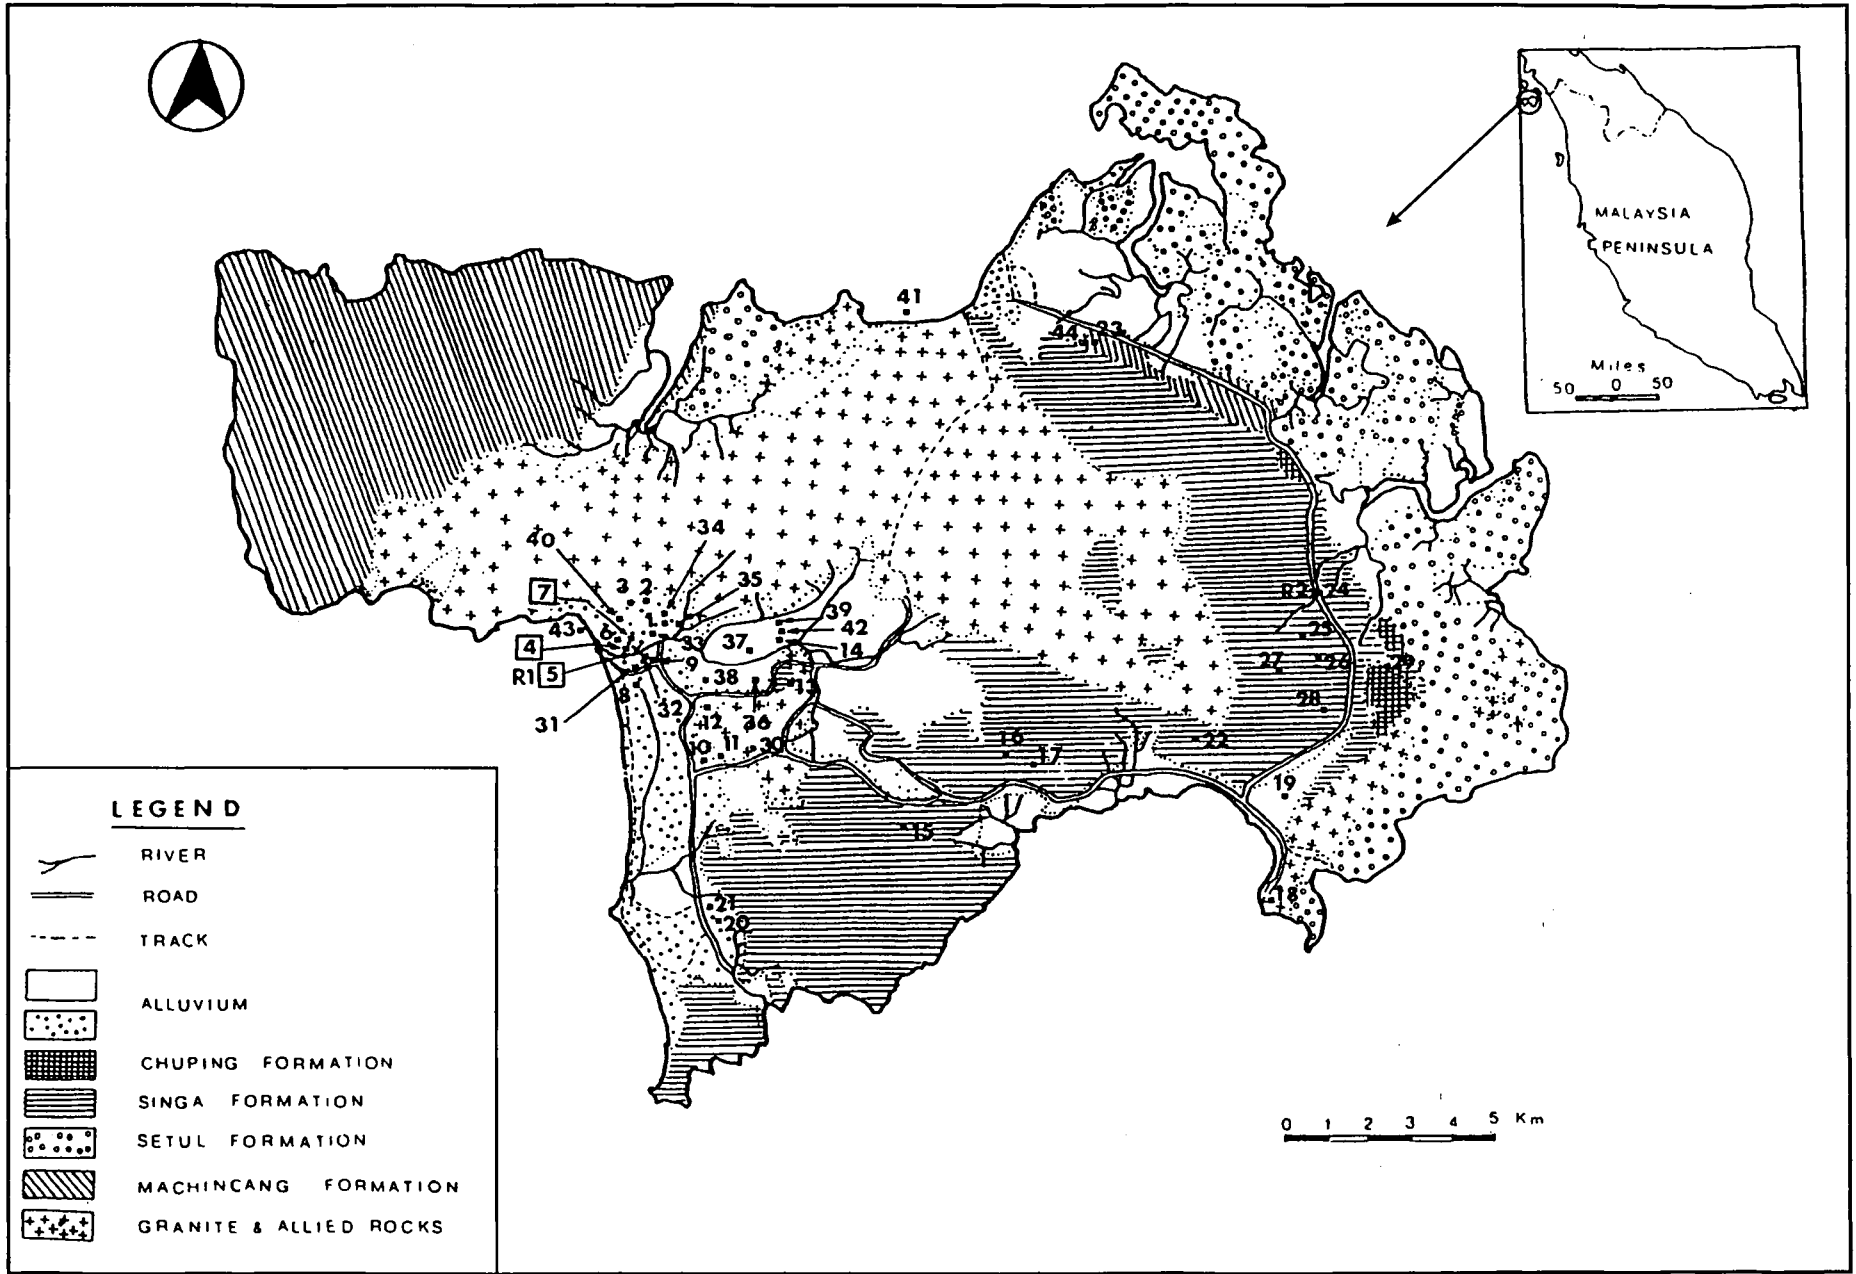 MALAYSIA
PENINSULA
Miles
50 0 50
41
44 23
34
40
3 2
35
7
1
39
43
6
33
37
42
4
14
9
R1 5
38
13
8
31
32
12
36
10 11 30
R2 24
25
27 26 29
28
16
17
22
19
15
18
21
20
LEGEND
RIVER
ROAD
TRACK
ALLUVIUM
CHUPING FORMATION
SINGA FORMATION
SETUL FORMATION
MACHINCANG FORMATION
GRANITE & ALLIED ROCKS
0 1 2 3 4 5 Km